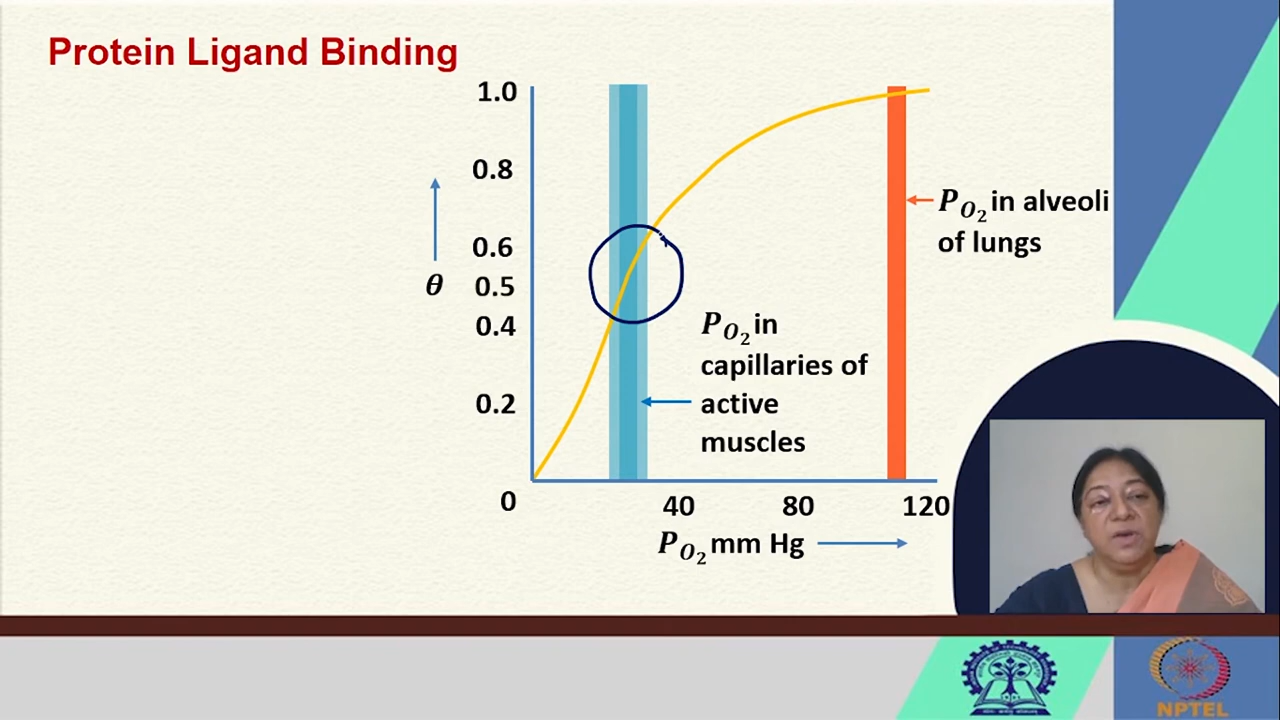 Protein Ligand Binding
1.0
0.8
0.6
θ 0.5
0.4
0.2
0
40 80 120
P_O₂ mm Hg
P_O₂ in alveoli
of lungs
P_O₂ in
capillaries of
active
muscles
NPTEL